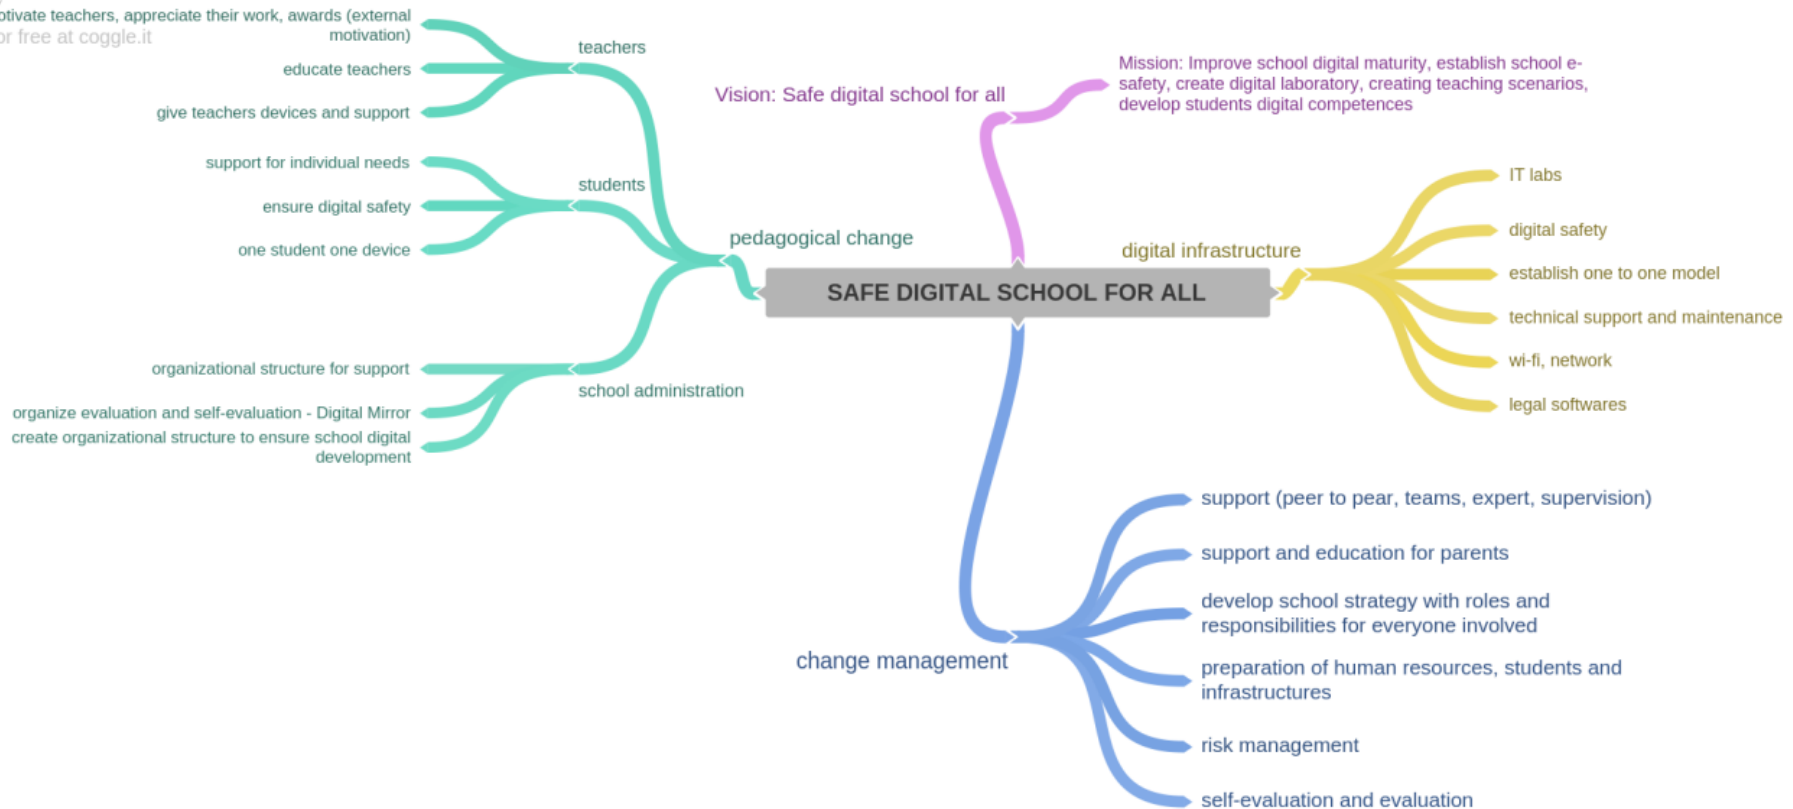 SAFE DIGITAL SCHOOL FOR ALL
Vision: Safe digital school for all
Mission: Improve school digital maturity, establish school e-
safety, create digital laboratory, creating teaching scenarios,
develop students digital competences
digital infrastructure
IT labs
digital safety
establish one to one model
technical support and maintenance
wi-fi, network
legal softwares
change management
support (peer to pear, teams, expert, supervision)
support and education for parents
develop school strategy with roles and
responsibilities for everyone involved
preparation of human resources, students and
infrastructures
risk management
self-evaluation and evaluation
pedagogical change
teachers
teachers, appreciate their work, awards (external
motivation)
free at coggle.it
educate teachers
give teachers devices and support
students
support for individual needs
ensure digital safety
one student one device
school administration
organizational structure for support
organize evaluation and self-evaluation - Digital Mirror
create organizational structure to ensure school digital
development